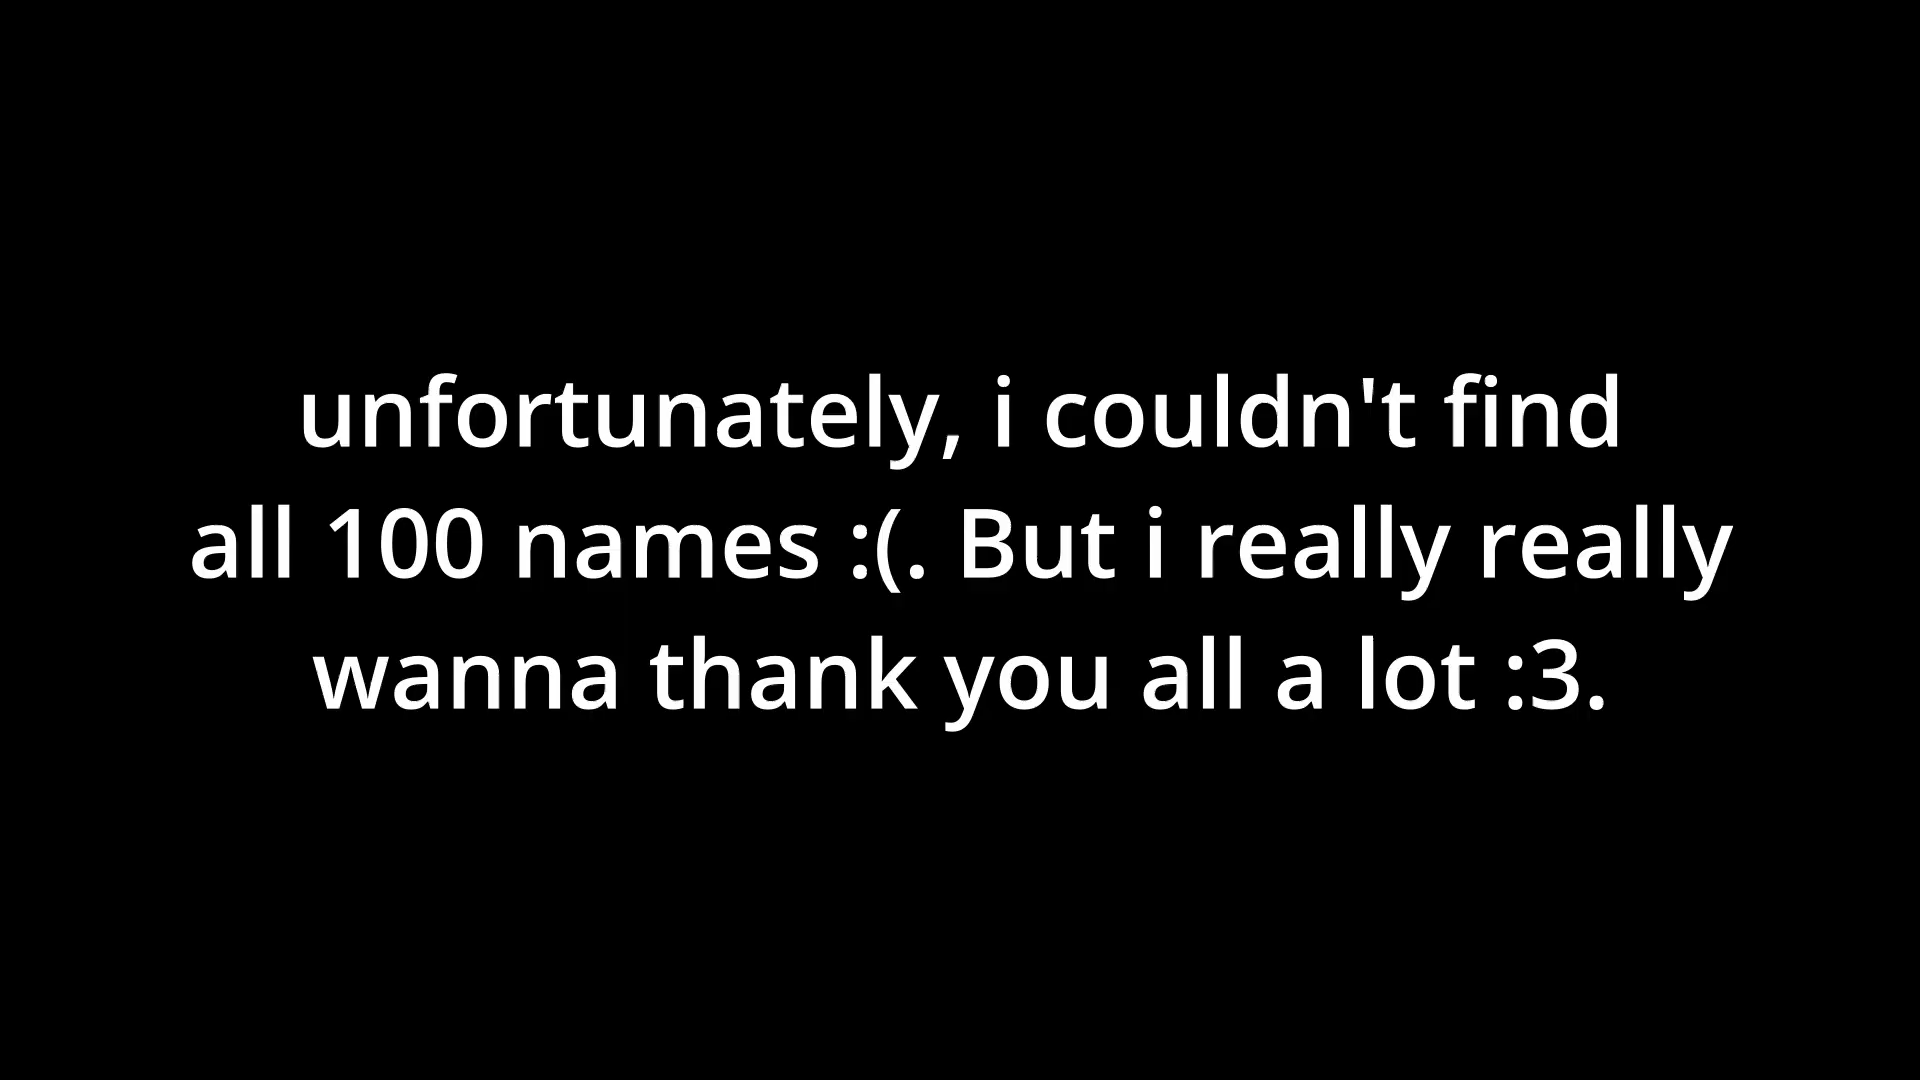 unfortunately, i couldn't find
all 100 names :(. But i really really
wanna thank you all a lot :3.